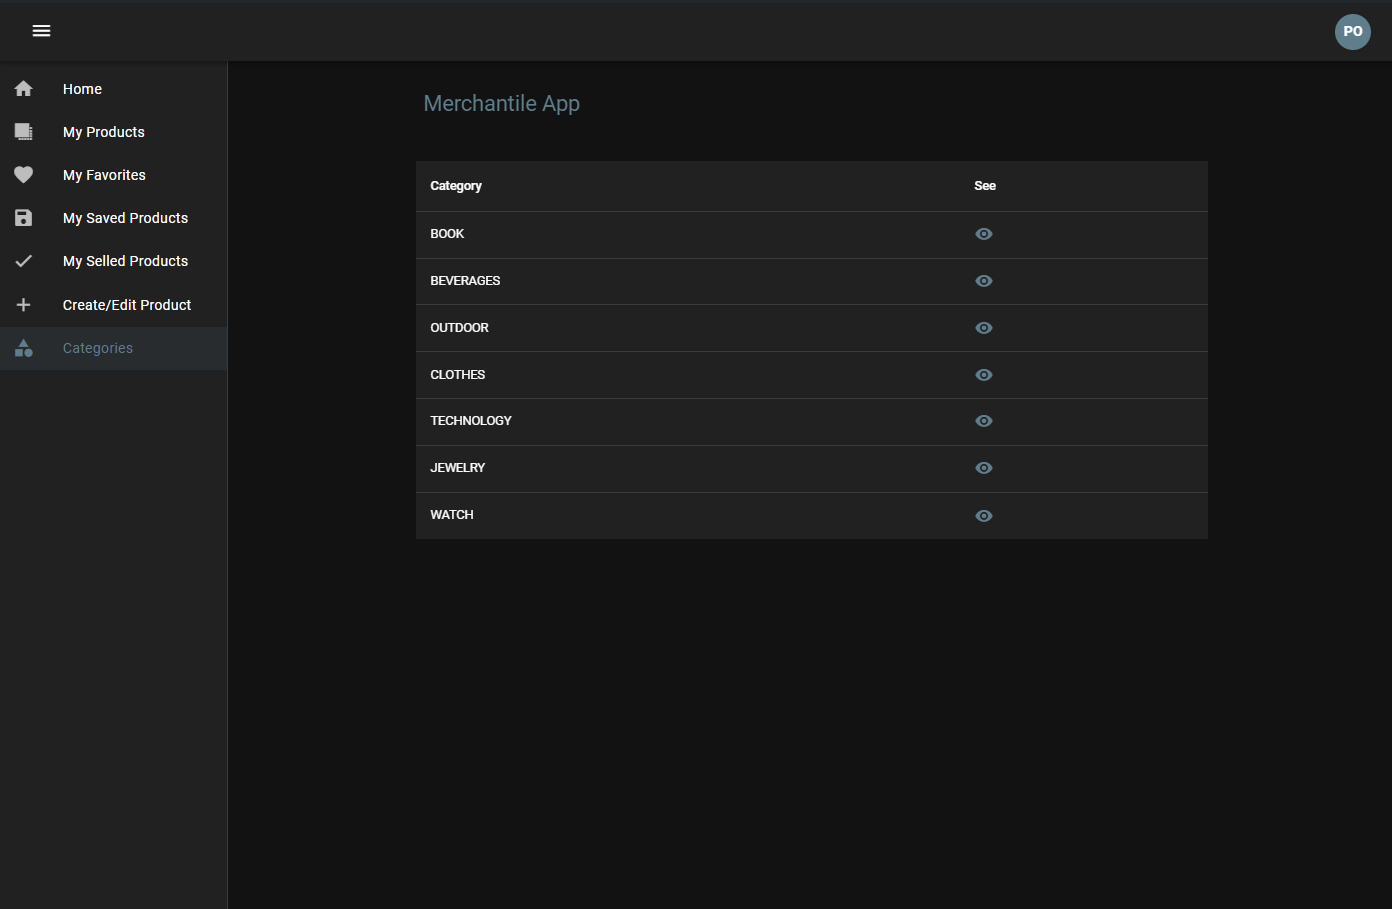 PO
Home
My Products
My Favorites
My Saved Products
My Selled Products
Create/Edit Product
Categories
Merchantile App
Category See
BOOK
BEVERAGES
OUTDOOR
CLOTHES
TECHNOLOGY
JEWELRY
WATCH